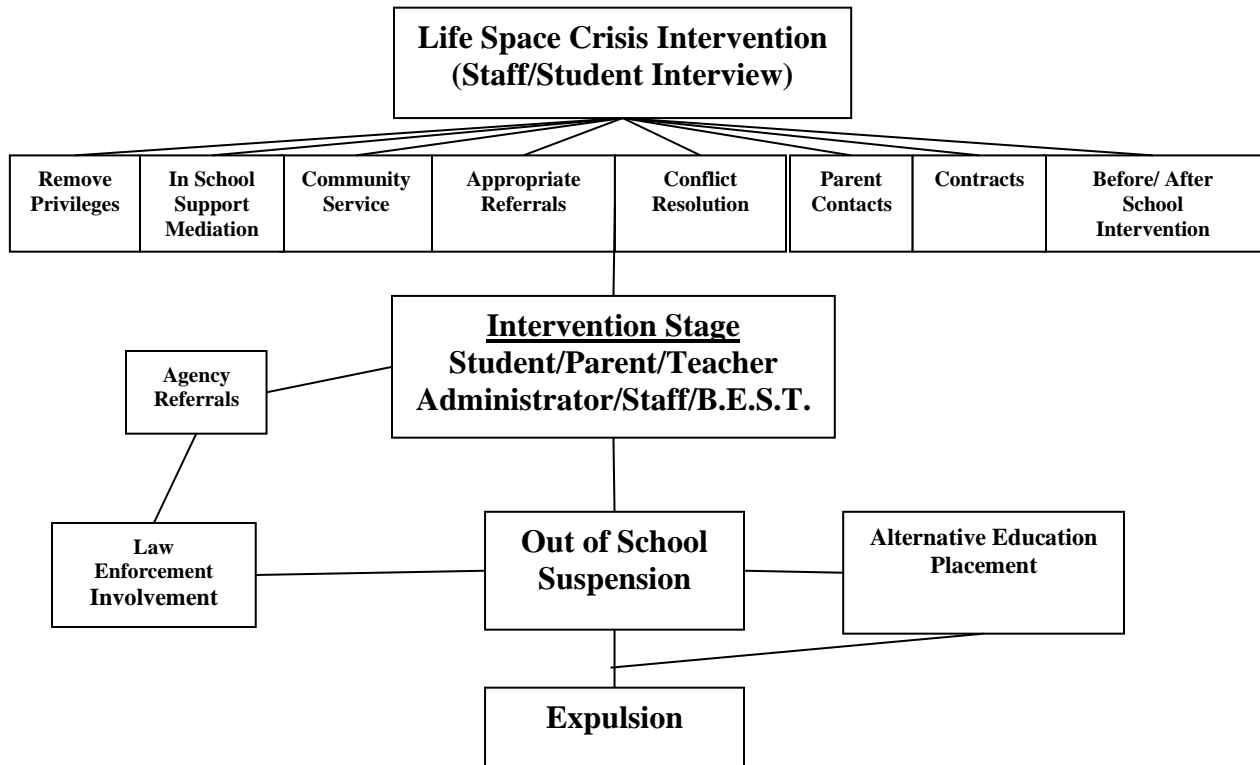 Life Space Crisis Intervention
(Staff/Student Interview)
Remove
Privileges
In School
Support
Mediation
Community
Service
Appropriate
Referrals
Conflict
Resolution
Parent
Contacts
Contracts
Before/ After
School
Intervention
Intervention Stage
Student/Parent/Teacher
Administrator/Staff/B.E.S.T.
Agency
Referrals
Law
Enforcement
Involvement
Out of School
Suspension
Alternative Education
Placement
Expulsion